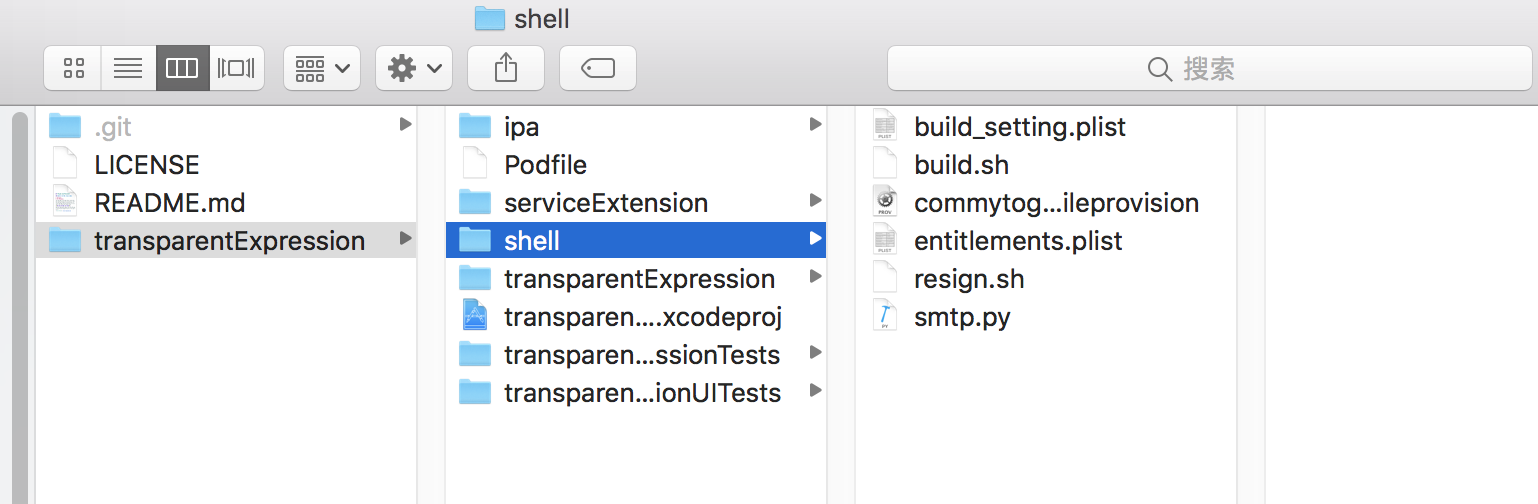 shell
搜索
.git
LICENSE
README.md
transparentExpression
ipa
Podfile
serviceExtension
shell
transparentExpression
transparen....xcodeproj
transparen...ssionTests
transparen...ionUITests
build_setting.plist
build.sh
commytog...ileprovision
entitlements.plist
resign.sh
smtp.py